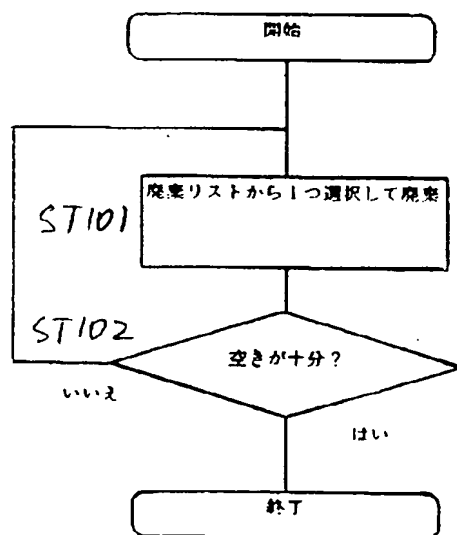 開始
廃棄リストから1つ選択して廃棄
ST101
ST102
空きが十分?
いいえ
はい
終了